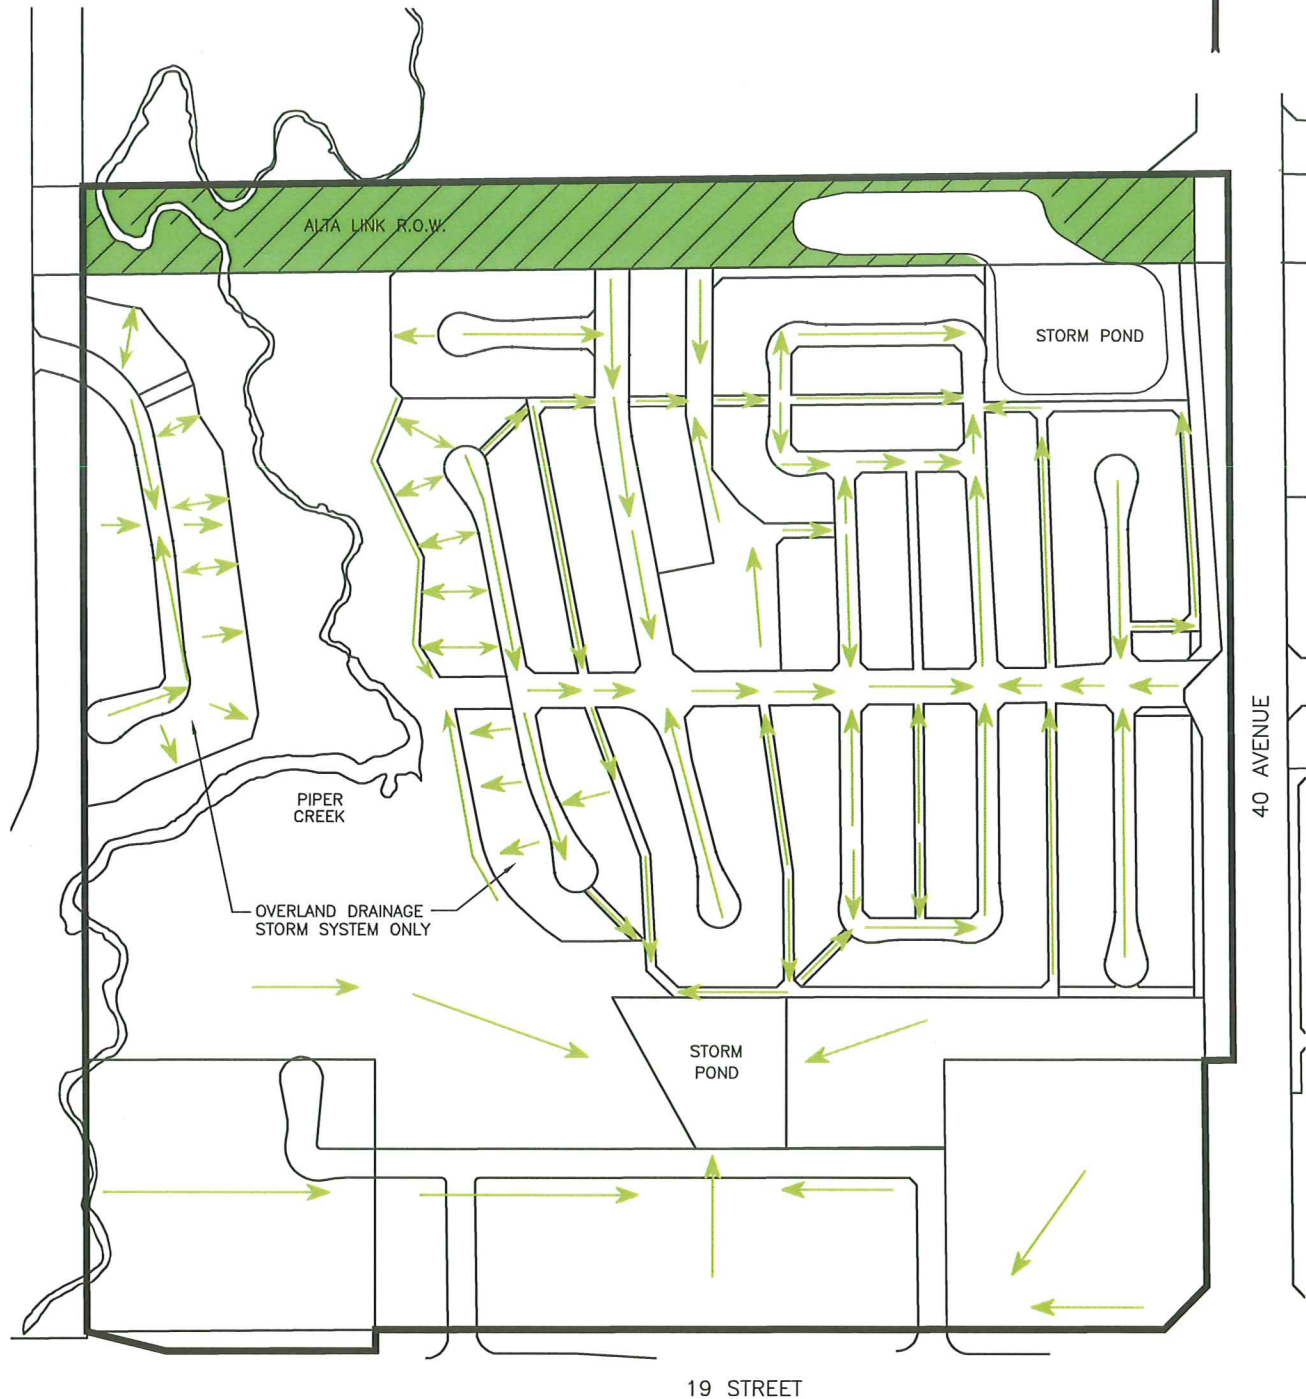 ALTA LINK R.O.W.
STORM POND
40 AVENUE
PIPER
CREEK
OVERLAND DRAINAGE
STORM SYSTEM ONLY
STORM
POND
19 STREET